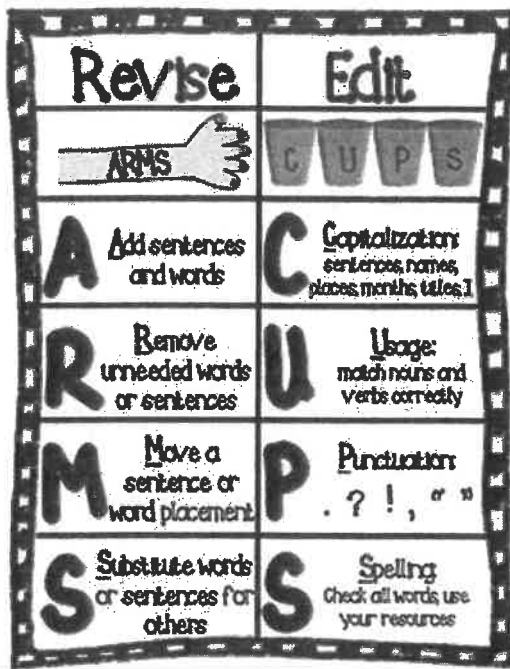 Revise
Edit
ARMS
C U P S
A
Add sentences
and words
C
Capitalization:
sentences, names,
places, months, titles, I
R
Remove
unneeded words
or sentences
U
Usage:
match nouns and
verbs correctly
M
Move a
sentence or
word placement
P
Punctuation:
. ? ! , “ ”
S
Substitute words
or sentences for
others
S
Spelling:
Check all words, use
your resources